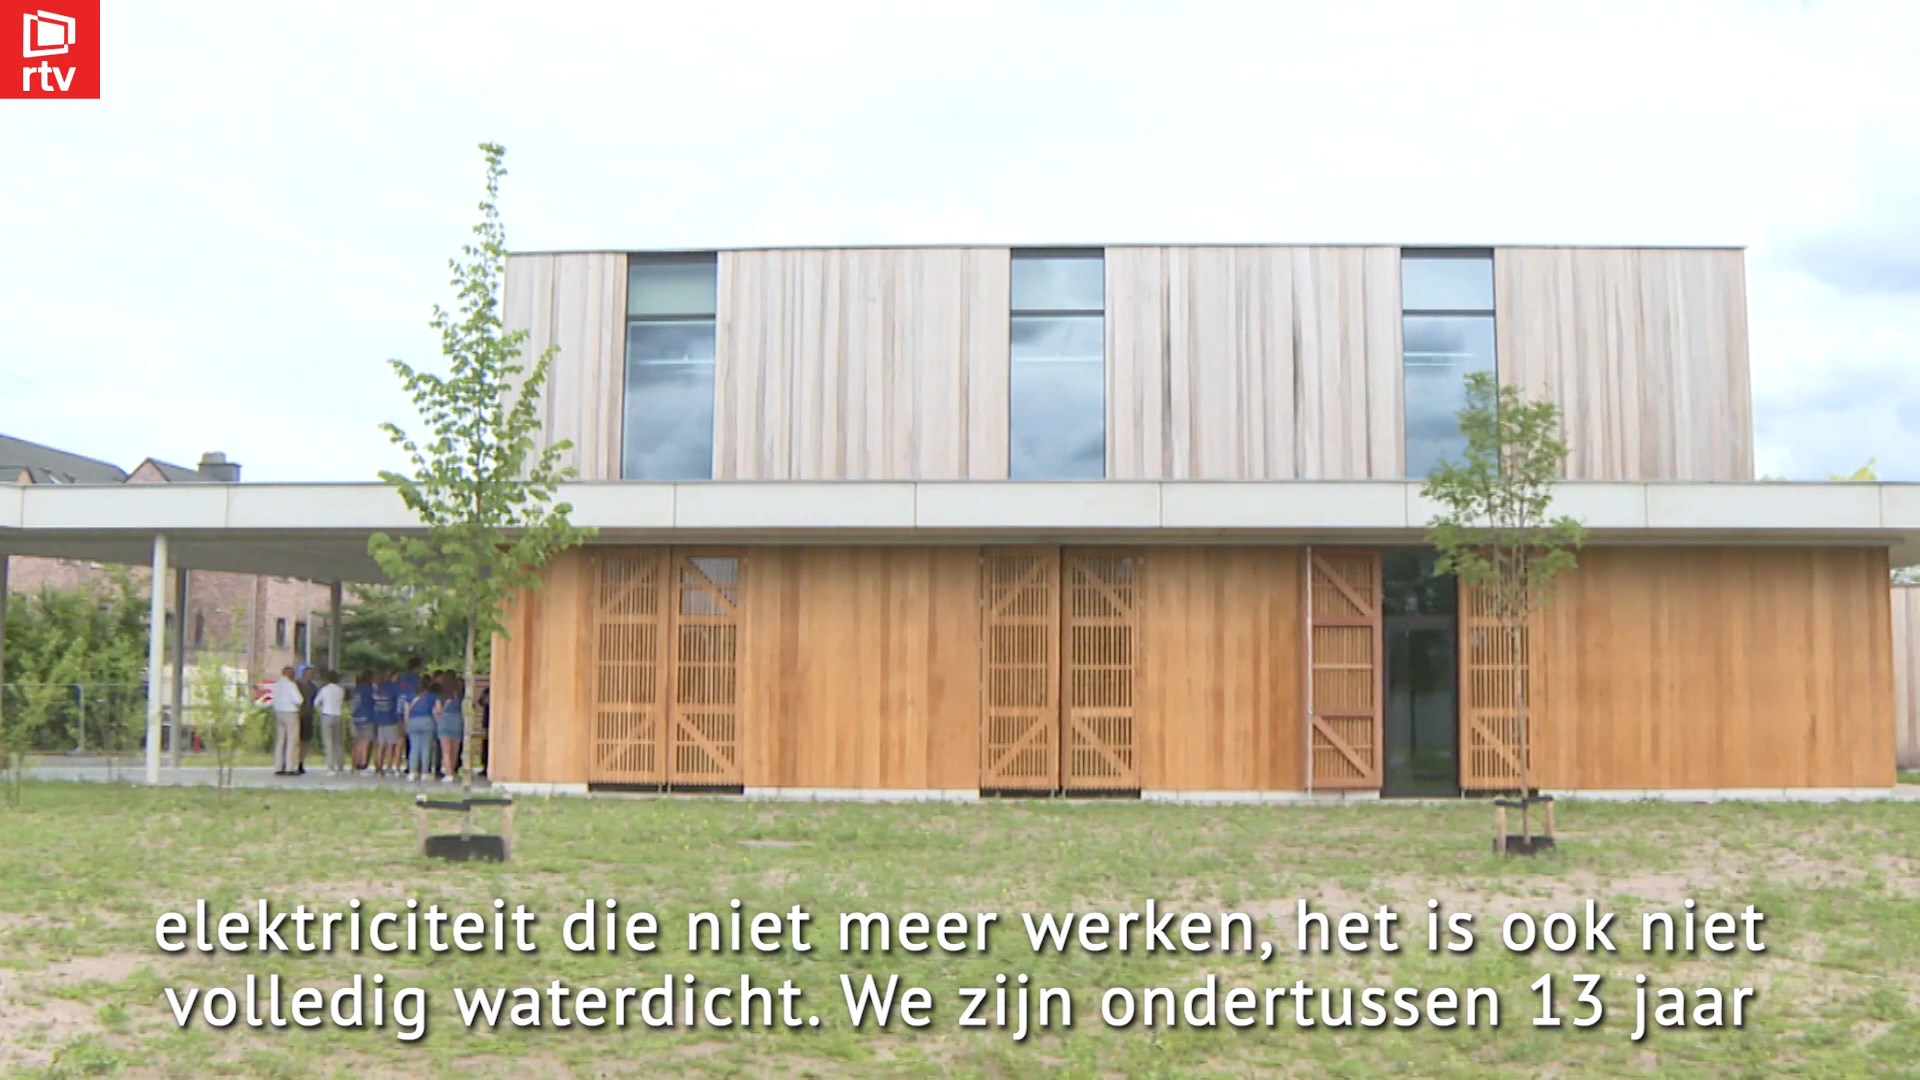 rtv
elektriciteit die niet meer werken, het is ook niet
volledig waterdicht. We zijn ondertussen 13 jaar